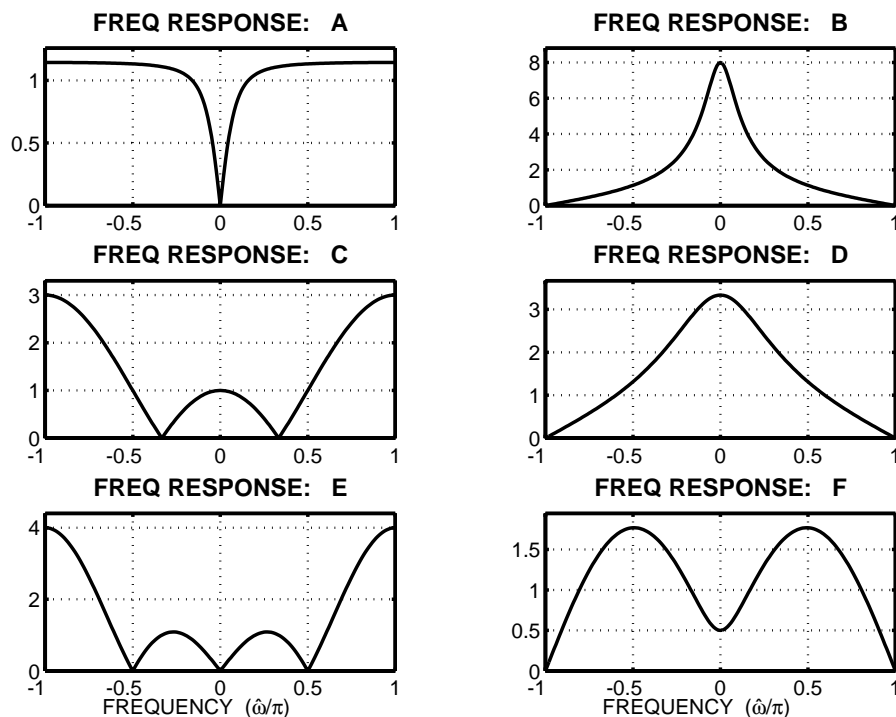 FREQ RESPONSE: A
1
0.5
0
-1 -0.5 0 0.5 1
FREQ RESPONSE: B
8
6
4
2
0
-1 -0.5 0 0.5 1
FREQ RESPONSE: C
3
2
1
0
-1 -0.5 0 0.5 1
FREQ RESPONSE: D
3
2
1
0
-1 -0.5 0 0.5 1
FREQ RESPONSE: E
4
2
0
-1 -0.5 0 0.5 1
FREQUENCY (ω̂/π)
FREQ RESPONSE: F
1.5
1
0.5
0
-1 -0.5 0 0.5 1
FREQUENCY (ω̂/π)